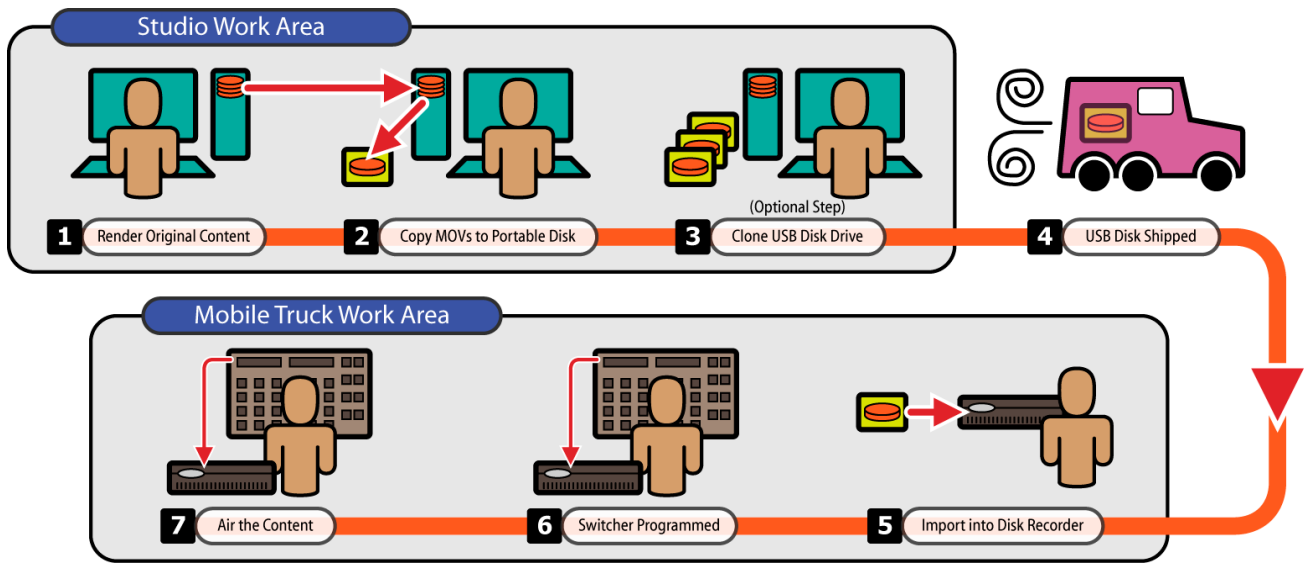 Studio Work Area
(Optional Step)
1 Render Original Content
2 Copy MOVs to Portable Disk
3 Clone USB Disk Drive
4 USB Disk Shipped
Mobile Truck Work Area
7 Air the Content
6 Switcher Programmed
5 Import into Disk Recorder